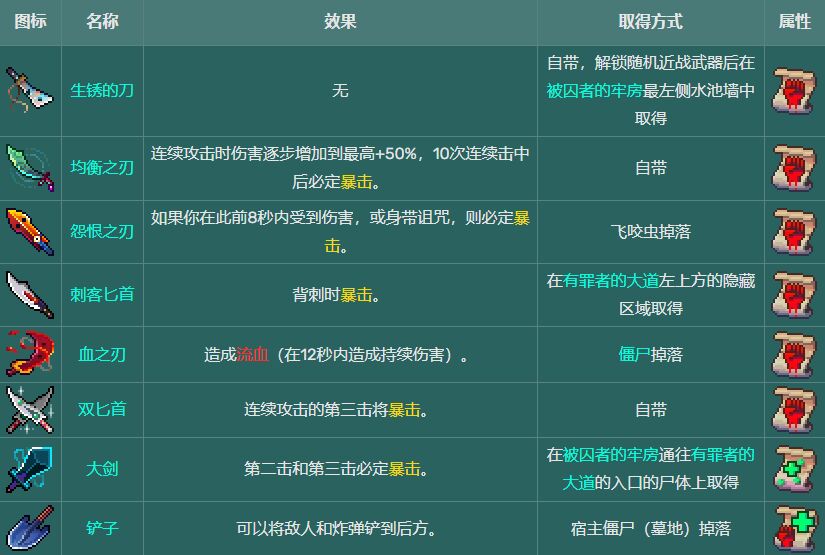 图标 名称 效果 取得方式 属性
生锈的刀 无 自带，解锁随机近战武器后在
被囚者的牢房最左侧水池墙中
取得
均衡之刃 连续攻击时伤害逐步增加到最高+50%，10次连续击中
后必定暴击。 自带
怨恨之刃 如果你在此前8秒内受到伤害，或身带诅咒，则必定暴
击。 飞咬虫掉落
刺客匕首 背刺时暴击。 在有罪者的大道左上方的隐藏
区域取得
血之刃 造成流血（在12秒内造成持续伤害）。 僵尸掉落
双匕首 连续攻击的第三击将暴击。 自带
大剑 第二击和第三击必定暴击。 在被囚者的牢房通往有罪者的
大道的入口的尸体上取得
铲子 可以将敌人和炸弹铲到后方。 宿主僵尸（墓地）掉落